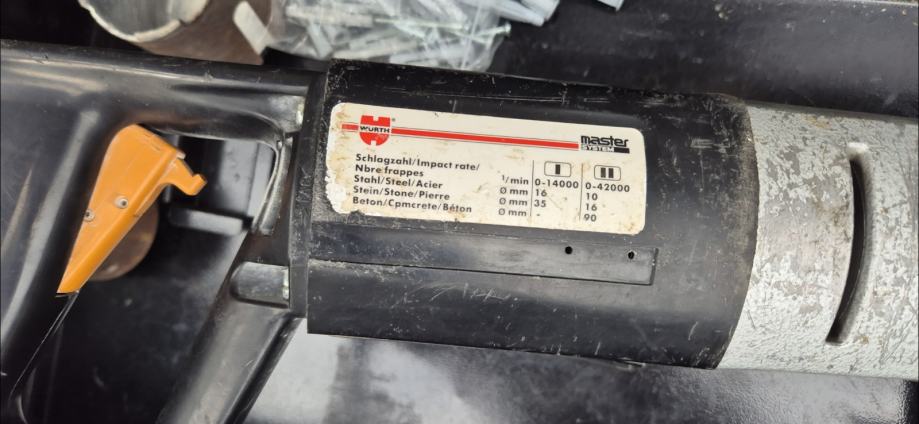 WÜRTH®
master
SYSTEM
I II
Schlagzahl/Impact rate/
Nbre frappes 1/min 0-14000 0-42000
Stahl/Steel/Acier Ø mm 16 10
Stein/Stone/Pierre Ø mm 35 16
Beton/Cpmcrete/Béton Ø mm - 90